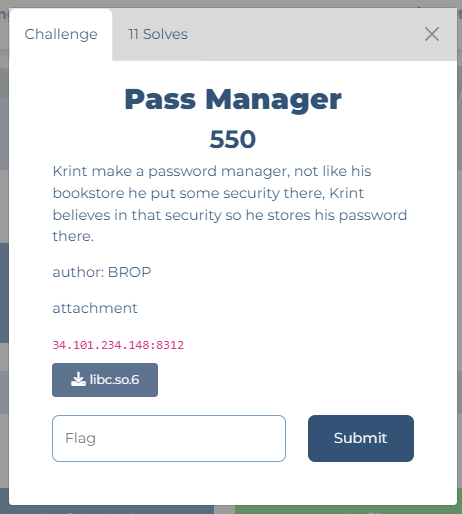 Challenge
11 Solves
Pass Manager
550
Krint make a password manager, not like his
bookstore he put some security there, Krint
believes in that security so he stores his password
there.
author: BROP
attachment
34.101.234.148:8312
libc.so.6
Flag
Submit